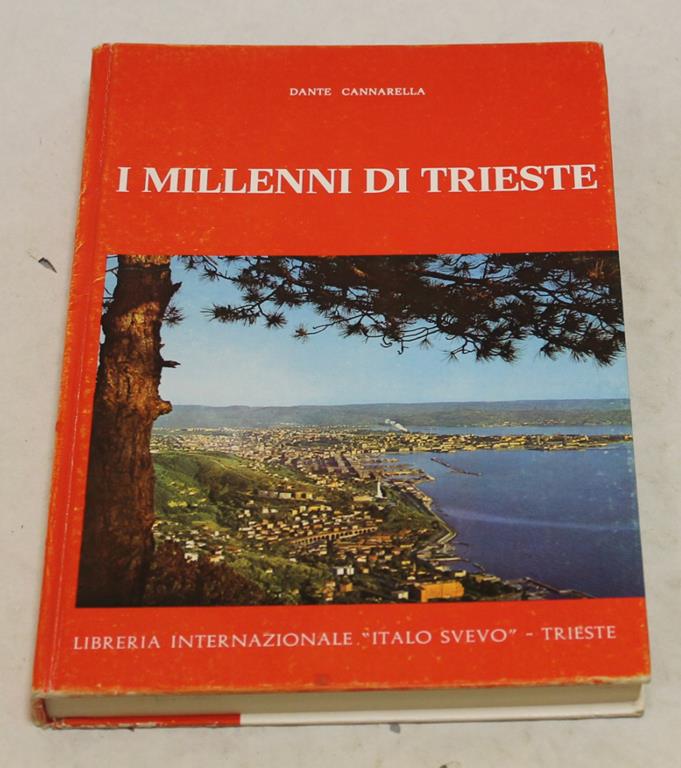 DANTE CANNARELLA
I MILLENNI DI TRIESTE
LIBRERIA INTERNAZIONALE "ITALO SVEVO" - TRIESTE